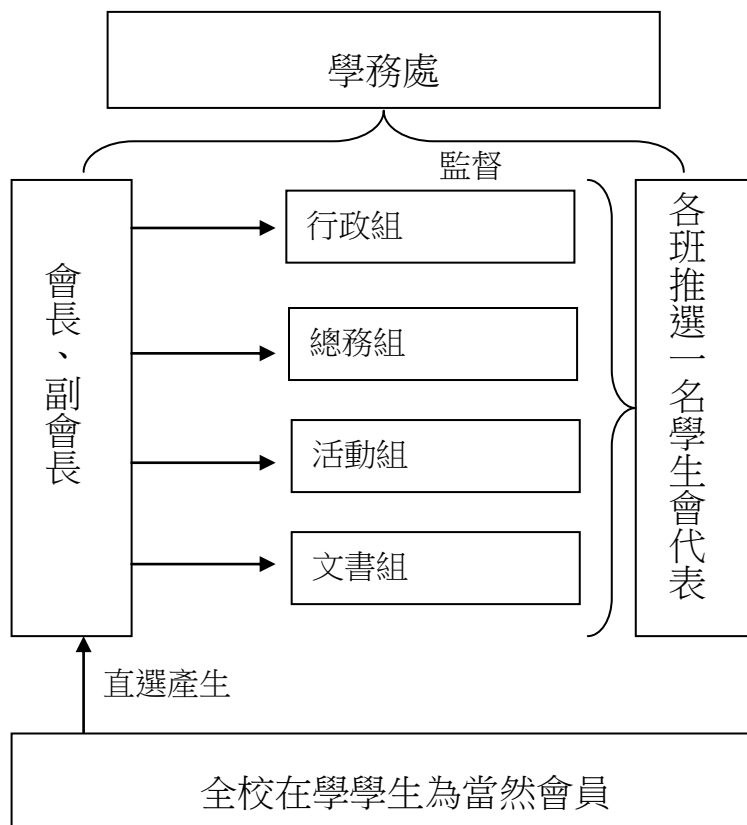 學務處
監督
會長、副會長
行政組
總務組
活動組
文書組
各班推選一名學生會代表
直選產生
全校在學學生為當然會員